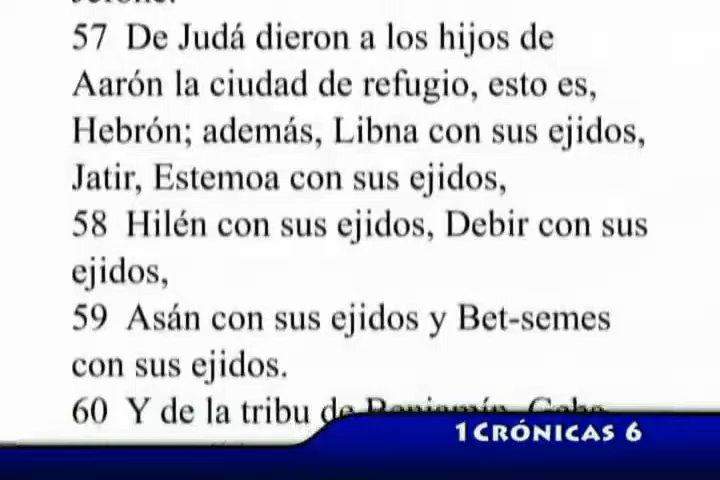 57 De Judá dieron a los hijos de
Aarón la ciudad de refugio, esto es,
Hebrón; además, Libna con sus ejidos,
Jatir, Estemoa con sus ejidos,
58 Hilén con sus ejidos, Debir con sus
ejidos,
59 Asán con sus ejidos y Bet-semes
con sus ejidos.
60 Y de la tribu de
1CRÓNICAS 6